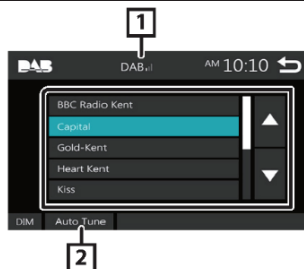 1
DAB DAB AM 10:10
BBC Radio Kent
Capital
Gold-Kent
Heart Kent
Kiss
DIM Auto Tune
2